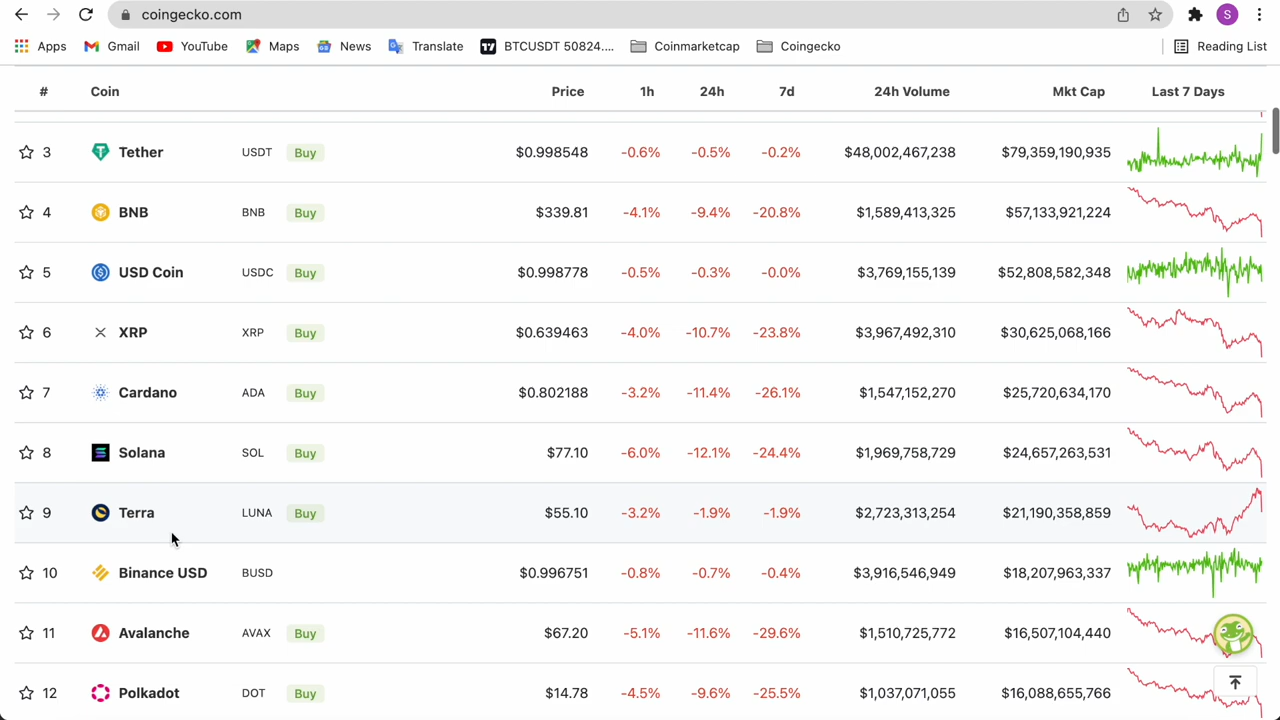 coingecko.com S
Apps Gmail YouTube Maps News Translate BTCUSDT 50824.... Coinmarketcap Coingecko Reading List
# Coin Price 1h 24h 7d 24h Volume Mkt Cap Last 7 Days
3 Tether USDT Buy $0.998548 -0.6% -0.5% -0.2% $48,002,467,238 $79,359,190,935
4 BNB BNB Buy $339.81 -4.1% -9.4% -20.8% $1,589,413,325 $57,133,921,224
5 USD Coin USDC Buy $0.998778 -0.5% -0.3% -0.0% $3,769,155,139 $52,808,582,348
6 XRP XRP Buy $0.639463 -4.0% -10.7% -23.8% $3,967,492,310 $30,625,068,166
7 Cardano ADA Buy $0.802188 -3.2% -11.4% -26.1% $1,547,152,270 $25,720,634,170
8 Solana SOL Buy $77.10 -6.0% -12.1% -24.4% $1,969,758,729 $24,657,263,531
9 Terra LUNA Buy $55.10 -3.2% -1.9% -1.9% $2,723,313,254 $21,190,358,859
10 Binance USD BUSD $0.996751 -0.8% -0.7% -0.4% $3,916,546,949 $18,207,963,337
11 Avalanche AVAX Buy $67.20 -5.1% -11.6% -29.6% $1,510,725,772 $16,507,104,440
12 Polkadot DOT Buy $14.78 -4.5% -9.6% -25.5% $1,037,071,055 $16,088,655,766